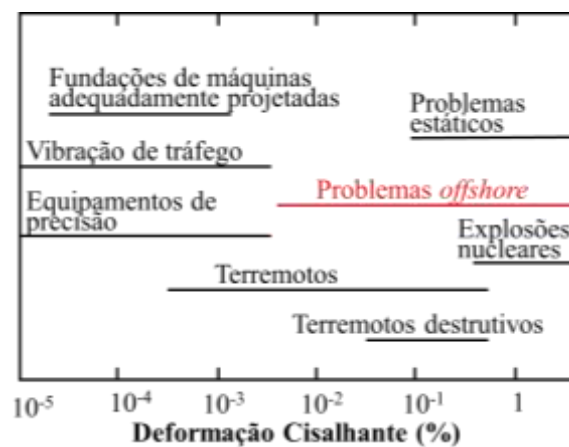 Fundações de máquinas
adequadamente projetadas
Problemas
estáticos
Vibração de tráfego
Problemas offshore
Equipamentos de
precisão
Explosões
nucleares
Terremotos
Terremotos destrutivos
10-5 10-4 10-3 10-2 10-1 1
Deformação Cisalhante (%)